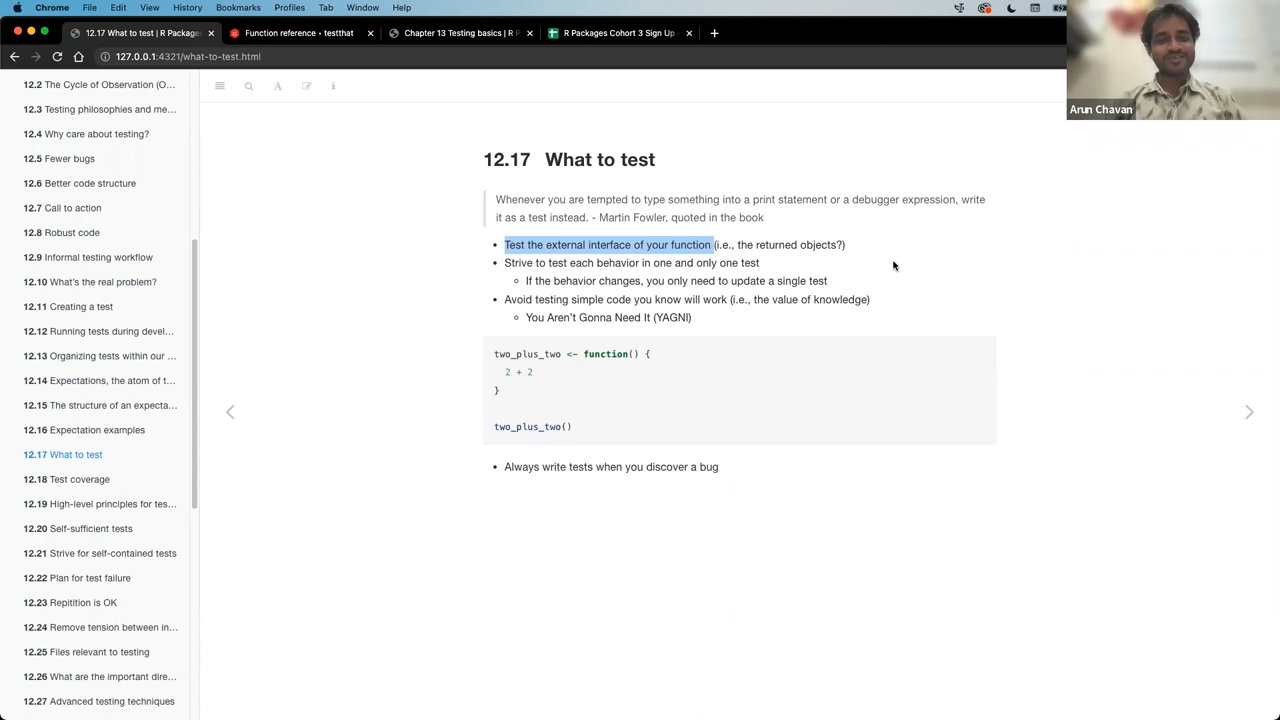 Chrome File Edit View History Bookmarks Profiles Tab Window Help
12.17 What to test | R Package
Function reference • testthat
Chapter 13 Testing basics | R P
R Packages Cohort 3 Sign Up
127.0.0.1:4321/what-to-test.html
Arun Chavan
12.2 The Cycle of Observation (O…
12.3 Testing philosophies and me…
12.4 Why care about testing?
12.5 Fewer bugs
12.6 Better code structure
12.7 Call to action
12.8 Robust code
12.9 Informal testing workflow
12.10 What's the real problem?
12.11 Creating a test
12.12 Running tests during devel…
12.13 Organizing tests within our …
12.14 Expectations, the atom of t…
12.15 The structure of an expecta…
12.16 Expectation examples
12.17 What to test
12.18 Test coverage
12.19 High-level principles for tes…
12.20 Self-sufficient tests
12.21 Strive for self-contained tests
12.22 Plan for test failure
12.23 Repitition is OK
12.24 Remove tension between in…
12.25 Files relevant to testing
12.26 What are the important dire…
12.27 Advanced testing techniques
12.17 What to test
Whenever you are tempted to type something into a print statement or a debugger expression, write
it as a test instead. - Martin Fowler, quoted in the book
• Test the external interface of your function (i.e., the returned objects?)
• Strive to test each behavior in one and only one test
If the behavior changes, you only need to update a single test
• Avoid testing simple code you know will work (i.e., the value of knowledge)
You Aren't Gonna Need It (YAGNI)
two_plus_two <- function() {
2 + 2
}
two_plus_two()
• Always write tests when you discover a bug